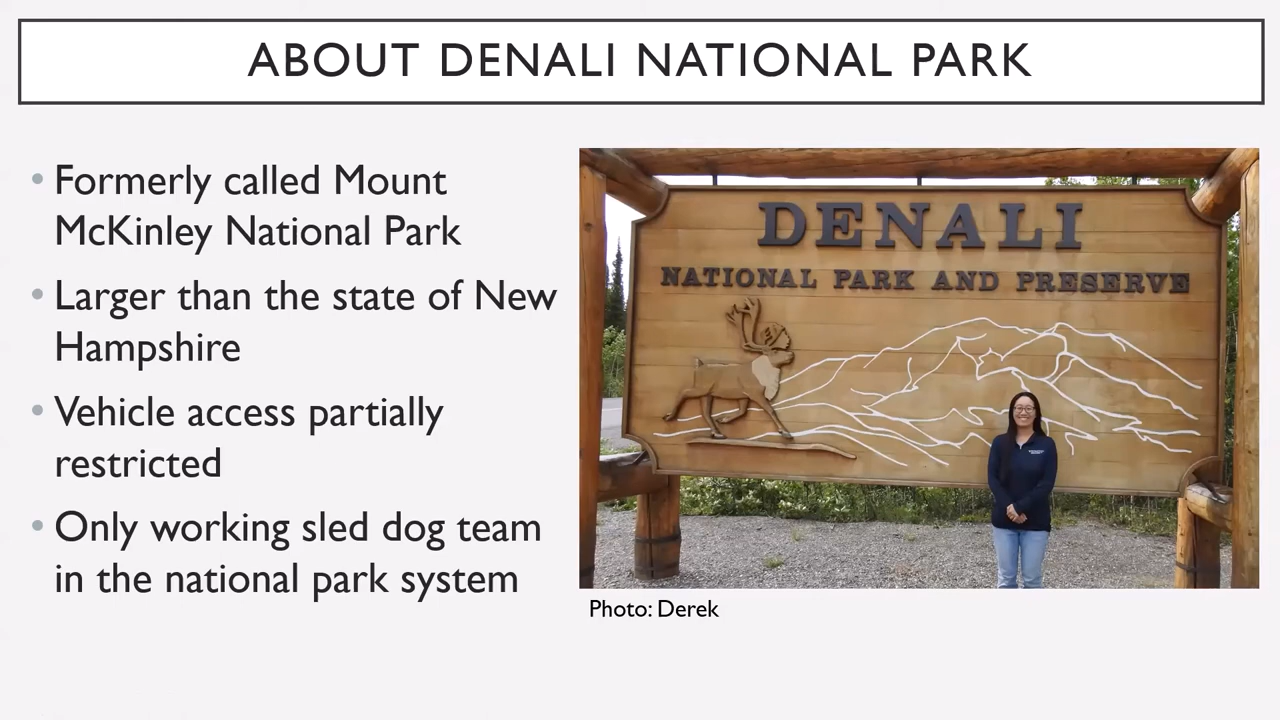 ABOUT DENALI NATIONAL PARK
• Formerly called Mount
McKinley National Park
• Larger than the state of New
Hampshire
• Vehicle access partially
restricted
• Only working sled dog team
in the national park system
DENALI
NATIONAL PARK AND PRESERVE
Photo: Derek